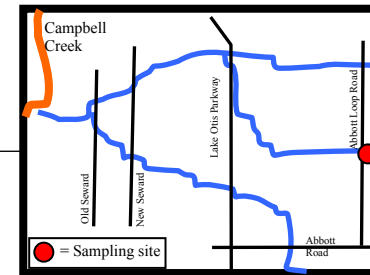 Campbell
Creek
Old Seward
New Seward
Lake Otis Parkway
Abbott Loop Road
Abbott
Road
= Sampling site